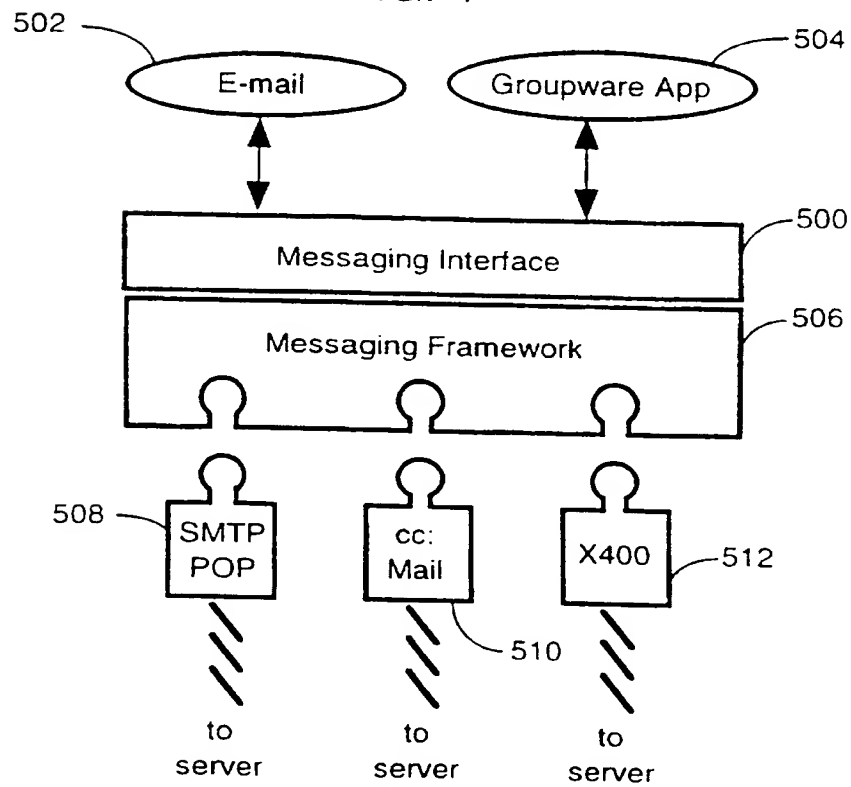 502
504
E-mail
Groupware App
500
Messaging Interface
506
Messaging Framework
508
SMTP
POP
cc:
Mail
X400
512
510
to
server
to
server
to
server